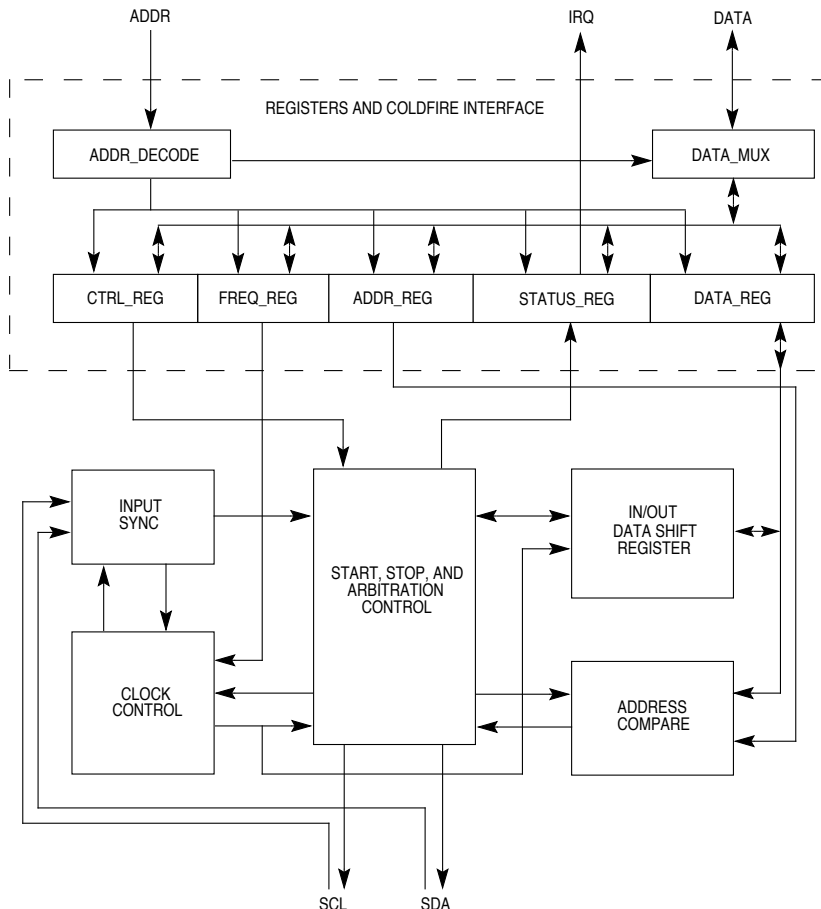 ADDR
IRQ
DATA
REGISTERS AND COLDFIRE INTERFACE
ADDR_DECODE
DATA_MUX
CTRL_REG
FREQ_REG
ADDR_REG
STATUS_REG
DATA_REG
INPUT
SYNC
START, STOP, AND
ARBITRATION
CONTROL
IN/OUT
DATA SHIFT
REGISTER
CLOCK
CONTROL
ADDRESS
COMPARE
SCL
SDA